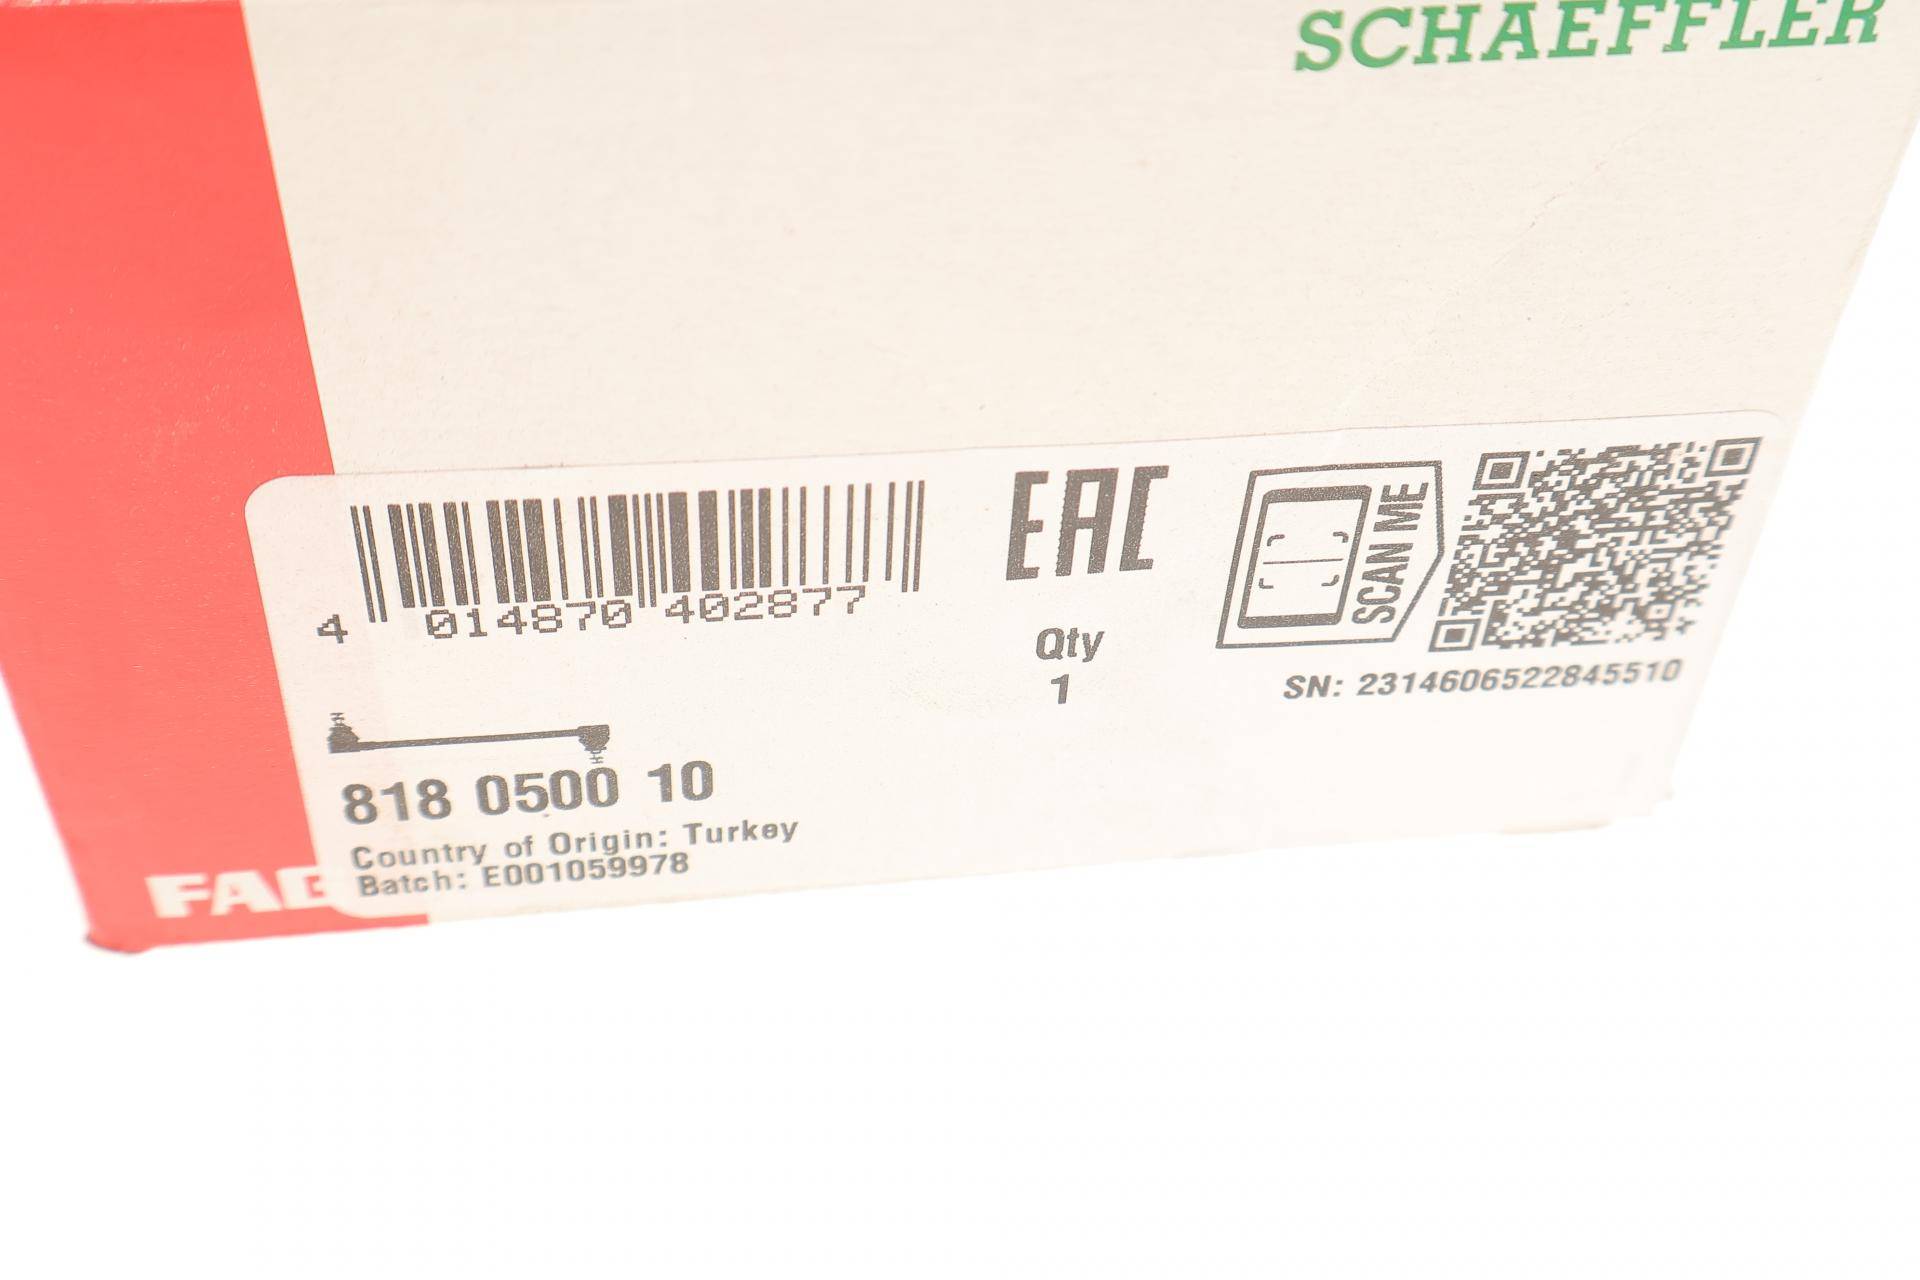 SCHAEFFLER
EAC
SCAN ME
4 014870 402877
Qty
1
SN: 2314606522845510
818 0500 10
Country of Origin: Turkey
Batch: E001059978
FAG